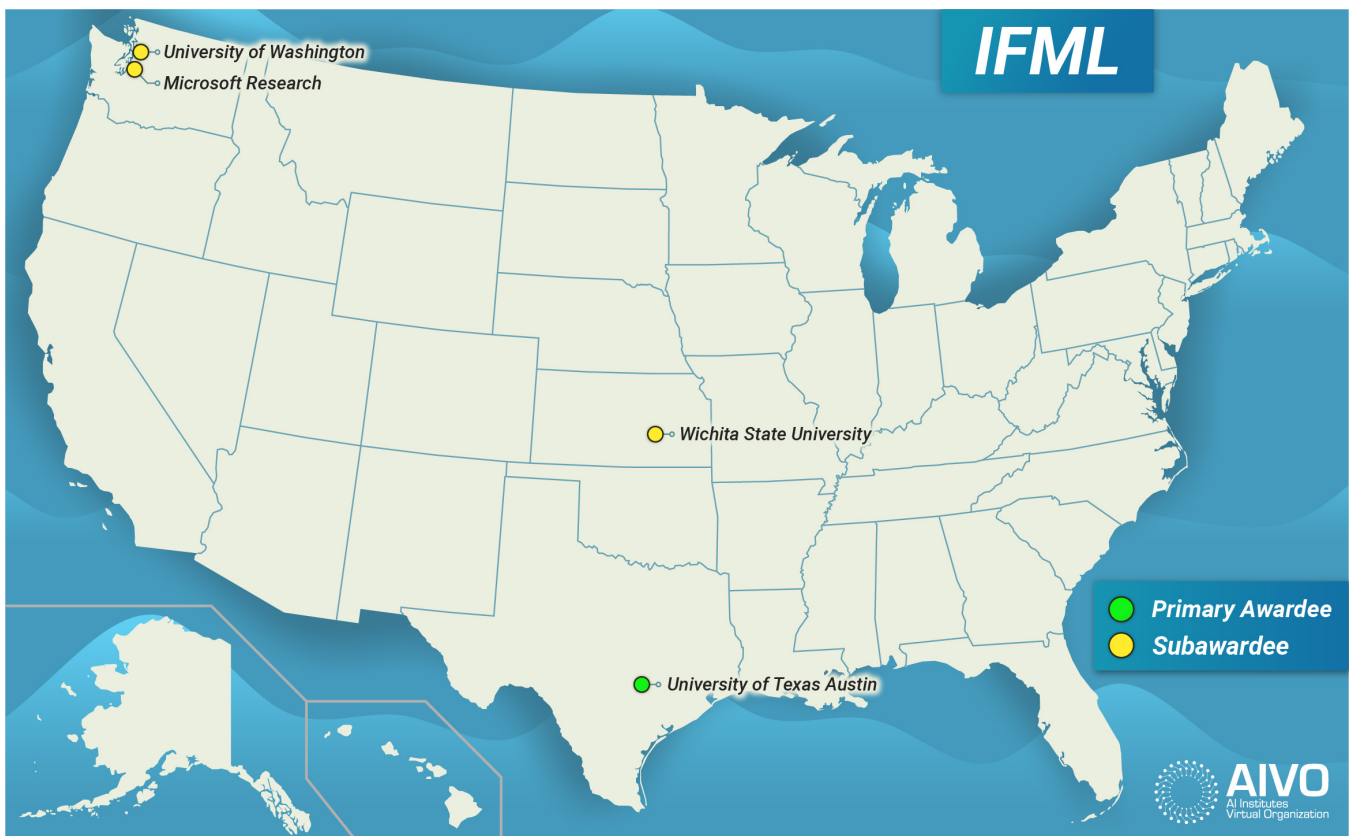 IFML
University of Washington
Microsoft Research
Wichita State University
Primary Awardee
Subawardee
University of Texas Austin
AIVO
AI Institutes
Virtual Organization